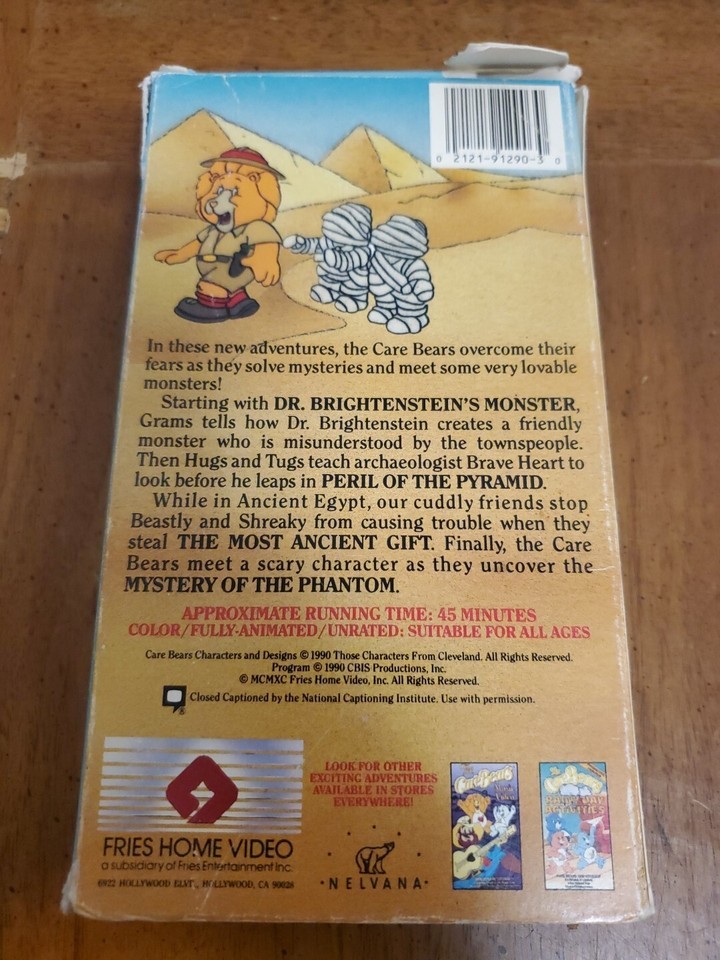 0 2121-91290-3 0
In these new adventures, the Care Bears overcome their
fears as they solve mysteries and meet some very lovable
monsters!
Starting with DR. BRIGHTENSTEIN'S MONSTER,
Grams tells how Dr. Brightenstein creates a friendly
monster who is misunderstood by the townspeople.
Then Hugs and Tugs teach archaeologist Brave Heart to
look before he leaps in PERIL OF THE PYRAMID.
While in Ancient Egypt, our cuddly friends stop
Beastly and Shreaky from causing trouble when they
steal THE MOST ANCIENT GIFT. Finally, the Care
Bears meet a scary character as they uncover the
MYSTERY OF THE PHANTOM.
APPROXIMATE RUNNING TIME: 45 MINUTES
COLOR/FULLY-ANIMATED/UNRATED: SUITABLE FOR ALL AGES
Care Bears Characters and Designs © 1990 Those Characters From Cleveland. All Rights Reserved.
Program © 1990 CBIS Productions, Inc.
© MCMXC Fries Home Video, Inc. All Rights Reserved.
® Closed Captioned by the National Captioning Institute. Use with permission.
FRIES HOME VIDEO
a subsidiary of Fries Entertainment Inc.
6922 HOLLYWOOD BLVD., HOLLYWOOD, CA 90028
LOOK FOR OTHER
EXCITING ADVENTURES
AVAILABLE IN STORES
EVERYWHERE!
·NELVANA·
Care Bears